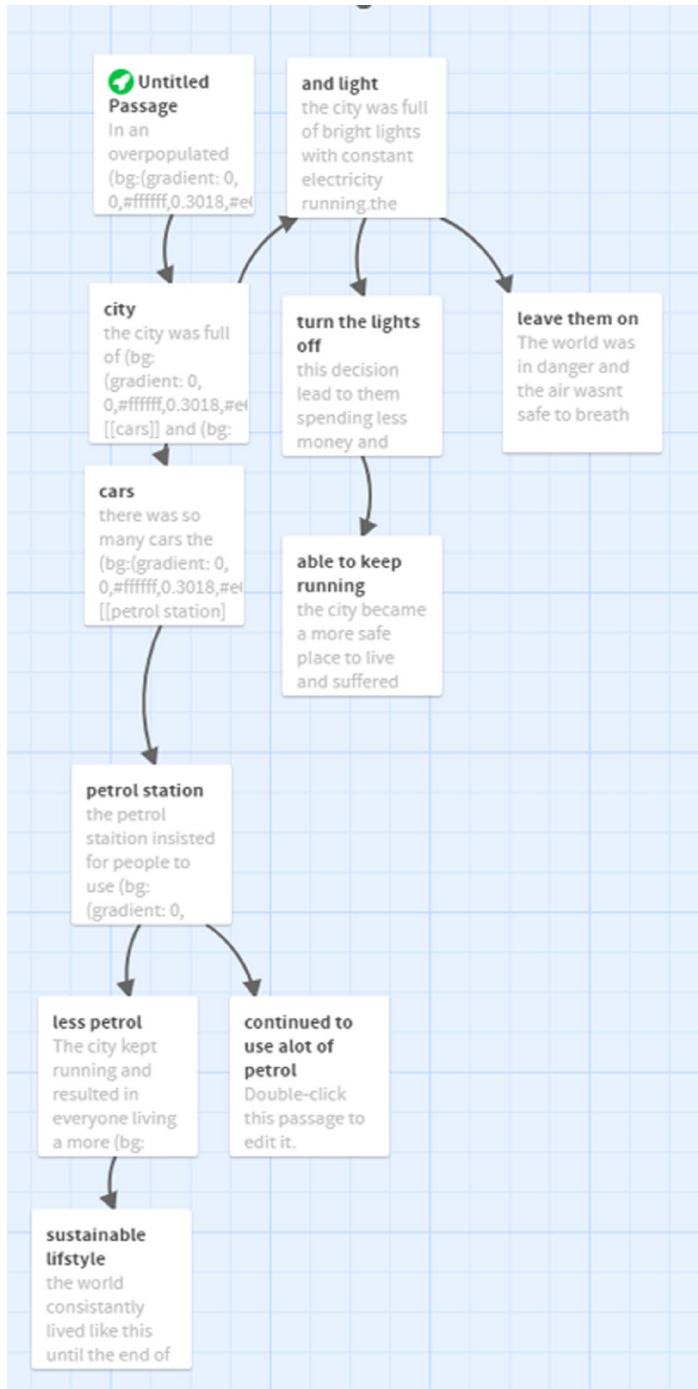 Untitled
Passage
In an
overpopulated
(bg:(gradient: 0,
0,#ffffff,0.3018,#e
and light
the city was full
of bright lights
with constant
electricity
running.the
city
the city was full
of (bg:
(gradient: 0,
0,#ffffff,0.3018,#e
[[cars]] and (bg:
turn the lights
off
this decision
lead to them
spending less
money and
leave them on
The world was
in danger and
the air wasnt
safe to breath
cars
there was so
many cars the
(bg:(gradient: 0,
0,#ffffff,0.3018,#e
[[petrol station]
able to keep
running
the city became
a more safe
place to live
and suffered
petrol station
the petrol
staition insisted
for people to
use (bg:
(gradient: 0,
less petrol
The city kept
running and
resulted in
everyone living
a more (bg:
continued to
use alot of
petrol
Double-click
this passage to
edit it.
sustainable
lifstyle
the world
consistantly
lived like this
until the end of